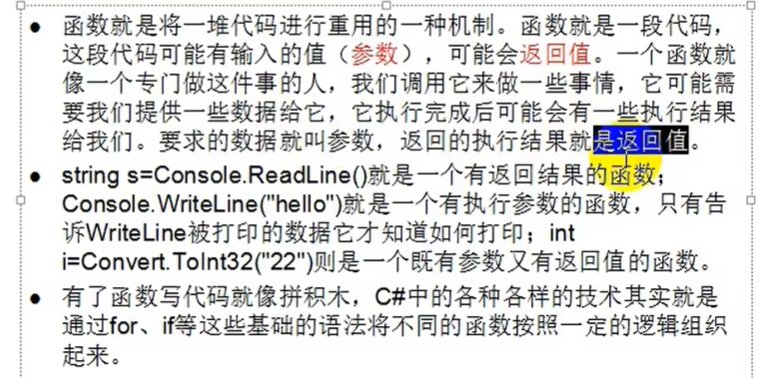 ● 函数就是将一堆代码进行重用的一种机制。函数就是一段代码，
这段代码可能有输入的值（参数），可能会返回值。一个函数就
像一个专门做这件事的人，我们调用它来做一些事情，它可能需
要我们提供一些数据给它，它执行完成后可能会有一些执行结果
给我们。要求的数据就叫参数，返回的执行结果就是返回值。
● string s=Console.ReadLine()就是一个有返回结果的函数；
Console.WriteLine("hello")就是一个有执行参数的函数，只有告
诉WriteLine被打印的数据它才知道如何打印；int
i=Convert.ToInt32("22")则是一个既有参数又有返回值的函数。
● 有了函数写代码就像拼积木，C#中的各种各样的技术其实就是
通过for、if等这些基础的语法将不同的函数按照一定的逻辑组织
起来。